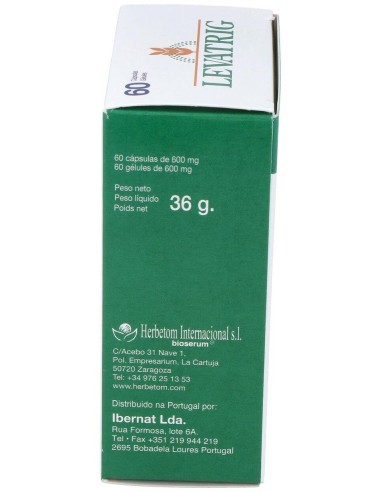 60 Cápsulas
Gélules
LEVATRIG
60 cápsulas de 600 mg
60 gélules de 600 mg
Peso neto
Peso líquido
Poids net
36 g.
Herbetom Internacional s.l.
bioserum
C/Acebo 31 Nave 1,
Pol. Empresarium, La Cartuja
50720 Zaragoza
Tel: +34 976 25 13 53
www.herbetom.com
Distribuido na Portugal por:
Ibernat Lda.
Rua Formosa, lote 6A.
Tel • Fax +351 219 944 219
2695 Bobadela Loures Portugal